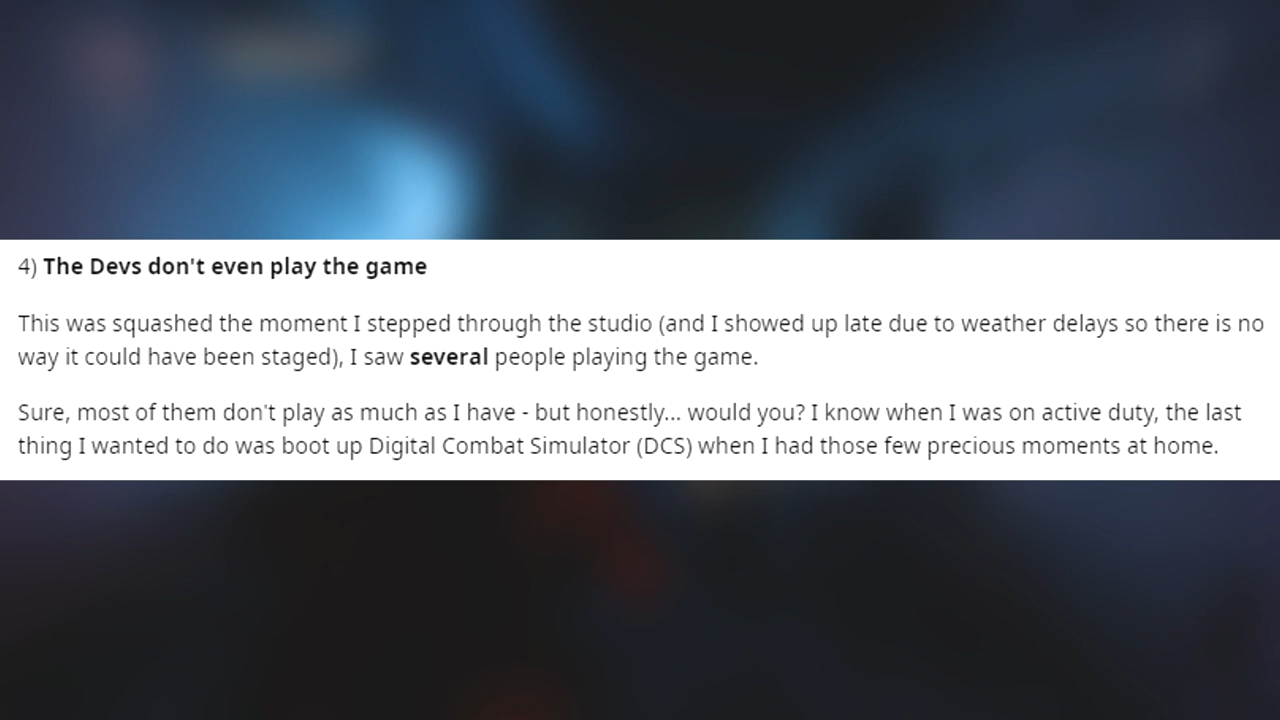 4) The Devs don't even play the game
This was squashed the moment I stepped through the studio (and I showed up late due to weather delays so there is no
way it could have been staged), I saw several people playing the game.
Sure, most of them don't play as much as I have - but honestly... would you? I know when I was on active duty, the last
thing I wanted to do was boot up Digital Combat Simulator (DCS) when I had those few precious moments at home.